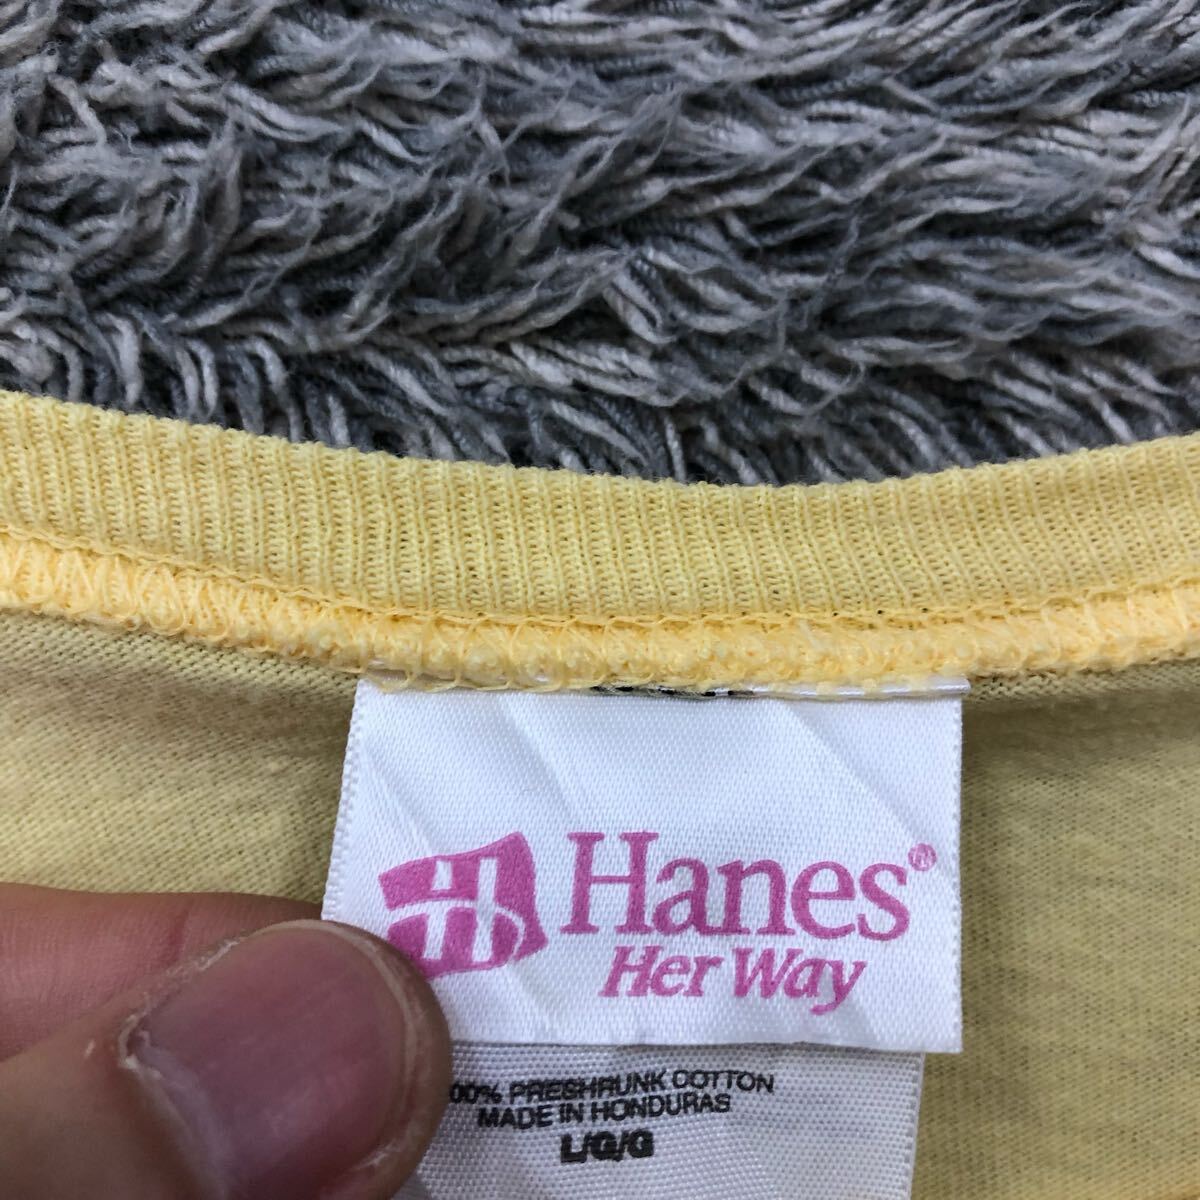 Hanes®
Her Way
00% PRESHRUNK COTTON
MADE IN HONDURAS
L/G/G